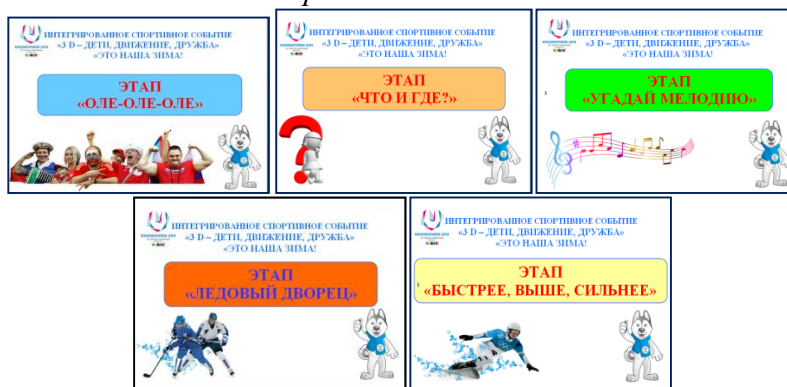 ИНТЕГРИРОВАННОЕ СПОРТИВНОЕ СОБЫТИЕ
«3 D – ДЕТИ, ДВИЖЕНИЕ, ДРУЖБА»
«ЭТО НАША ЗИМА!
ЭТАП
«ОЛЕ-ОЛЕ-ОЛЕ»
ИНТЕГРИРОВАННОЕ СПОРТИВНОЕ СОБЫТИЕ
«3 D – ДЕТИ, ДВИЖЕНИЕ, ДРУЖБА»
«ЭТО НАША ЗИМА!
ЭТАП
«ЧТО И ГДЕ?»
ИНТЕГРИРОВАННОЕ СПОРТИВНОЕ СОБЫТИЕ
«3 D – ДЕТИ, ДВИЖЕНИЕ, ДРУЖБА»
«ЭТО НАША ЗИМА!
ЭТАП
«УГАДАЙ МЕЛОДИЮ»
ИНТЕГРИРОВАННОЕ СПОРТИВНОЕ СОБЫТИЕ
«3 D – ДЕТИ, ДВИЖЕНИЕ, ДРУЖБА»
«ЭТО НАША ЗИМА!
ЭТАП
«ЛЕДОВЫЙ ДВОРЕЦ»
ИНТЕГРИРОВАННОЕ СПОРТИВНОЕ СОБЫТИЕ
«3 D – ДЕТИ, ДВИЖЕНИЕ, ДРУЖБА»
«ЭТО НАША ЗИМА!
ЭТАП
«БЫСТРЕЕ, ВЫШЕ, СИЛЬНЕЕ»